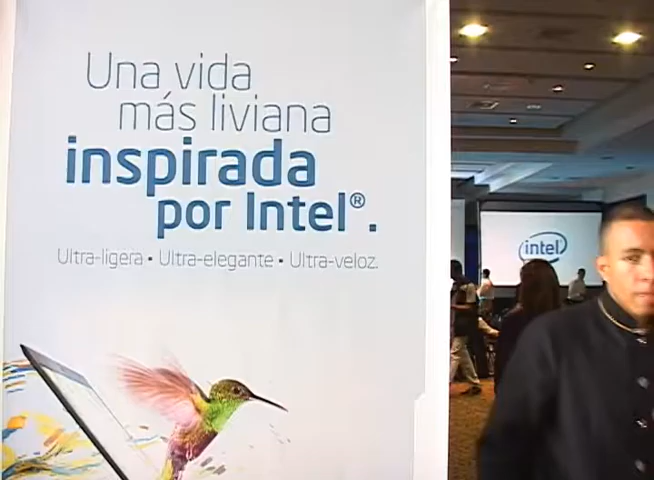 Una vida
más liviana
inspirada
por Intel®.
Ultra-ligera • Ultra-elegante • Ultra-veloz.
intel